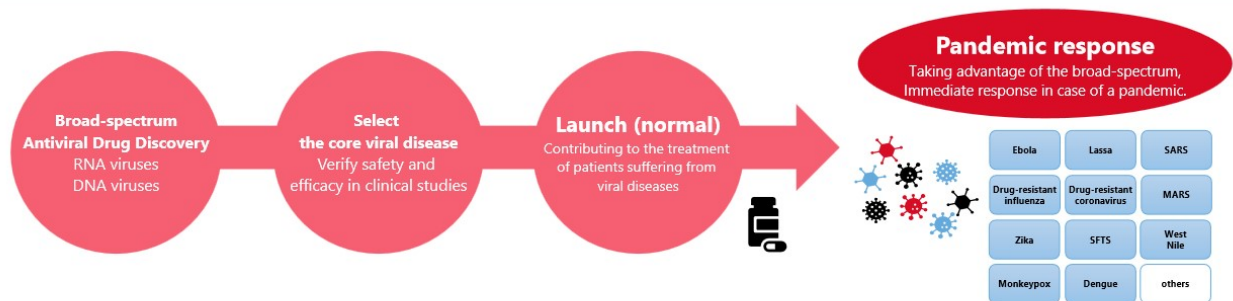 Broad-spectrum
Antiviral Drug Discovery
RNA viruses
DNA viruses
Select
the core viral disease
Verify safety and
efficacy in clinical studies
Launch (normal)
Contributing to the treatment
of patients suffering from
viral diseases
Pandemic response
Taking advantage of the broad-spectrum,
Immediate response in case of a pandemic.
Ebola
Lassa
SARS
Drug-resistant
influenza
Drug-resistant
coronavirus
MARS
Zika
SFTS
West
Nile
Monkeypox
Dengue
others